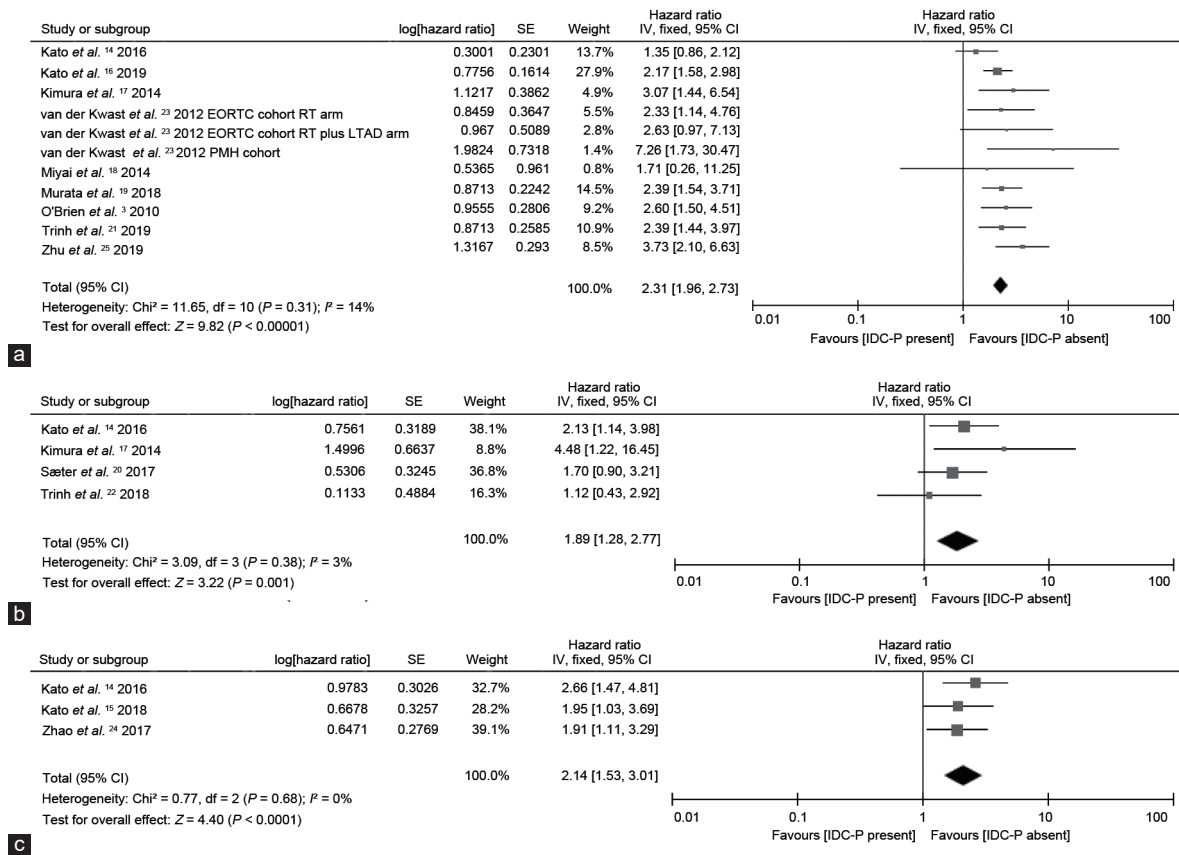 Hazard ratio Hazard ratio
Study or subgroup log[hazard ratio] SE Weight IV, fixed, 95% CI IV, fixed, 95% CI
Kato et al. 14 2016 0.3001 0.2301 13.7% 1.35 [0.86, 2.12]
Kato et al. 16 2019 0.7756 0.1614 27.9% 2.17 [1.58, 2.98]
Kimura et al. 17 2014 1.1217 0.3862 4.9% 3.07 [1.44, 6.54]
van der Kwast et al. 23 2012 EORTC cohort RT arm 0.8459 0.3647 5.5% 2.33 [1.14, 4.76]
van der Kwast et al. 23 2012 EORTC cohort RT plus LTAD arm 0.967 0.5089 2.8% 2.63 [0.97, 7.13]
van der Kwast et al. 23 2012 PMH cohort 1.9824 0.7318 1.4% 7.26 [1.73, 30.47]
Miyai et al. 18 2014 0.5365 0.961 0.8% 1.71 [0.26, 11.25]
Murata et al. 19 2018 0.8713 0.2242 14.5% 2.39 [1.54, 3.71]
O'Brien et al. 3 2010 0.9555 0.2806 9.2% 2.60 [1.50, 4.51]
Trinh et al. 21 2019 0.8713 0.2585 10.9% 2.39 [1.44, 3.97]
Zhu et al. 25 2019 1.3167 0.293 8.5% 3.73 [2.10, 6.63]
Total (95% CI) 100.0% 2.31 [1.96, 2.73]
Heterogeneity: Chi² = 11.65, df = 10 (P = 0.31); I² = 14%
Test for overall effect: Z = 9.82 (P < 0.00001)
0.01 0.1 1 10 100
Favours [IDC-P present] Favours [IDC-P absent]
a
Hazard ratio Hazard ratio
Study or subgroup log[hazard ratio] SE Weight IV, fixed, 95% CI IV, fixed, 95% CI
Kato et al. 14 2016 0.7561 0.3189 38.1% 2.13 [1.14, 3.98]
Kimura et al. 17 2014 1.4996 0.6637 8.8% 4.48 [1.22, 16.45]
Sæter et al. 20 2017 0.5306 0.3245 36.8% 1.70 [0.90, 3.21]
Trinh et al. 22 2018 0.1133 0.4884 16.3% 1.12 [0.43, 2.92]
Total (95% CI) 100.0% 1.89 [1.28, 2.77]
Heterogeneity: Chi² = 3.09, df = 3 (P = 0.38); I² = 3%
Test for overall effect: Z = 3.22 (P = 0.001)
0.01 0.1 1 10 100
Favours [IDC-P present] Favours [IDC-P absent]
b
Hazard ratio Hazard ratio
Study or subgroup log[hazard ratio] SE Weight IV, fixed, 95% CI IV, fixed, 95% CI
Kato et al. 14 2016 0.9783 0.3026 32.7% 2.66 [1.47, 4.81]
Kato et al. 15 2018 0.6678 0.3257 28.2% 1.95 [1.03, 3.69]
Zhao et al. 24 2017 0.6471 0.2769 39.1% 1.91 [1.11, 3.29]
Total (95% CI) 100.0% 2.14 [1.53, 3.01]
Heterogeneity: Chi² = 0.77, df = 2 (P = 0.68); I² = 0%
Test for overall effect: Z = 4.40 (P < 0.0001)
0.01 0.1 1 10 100
Favours [IDC-P present] Favours [IDC-P absent]
c